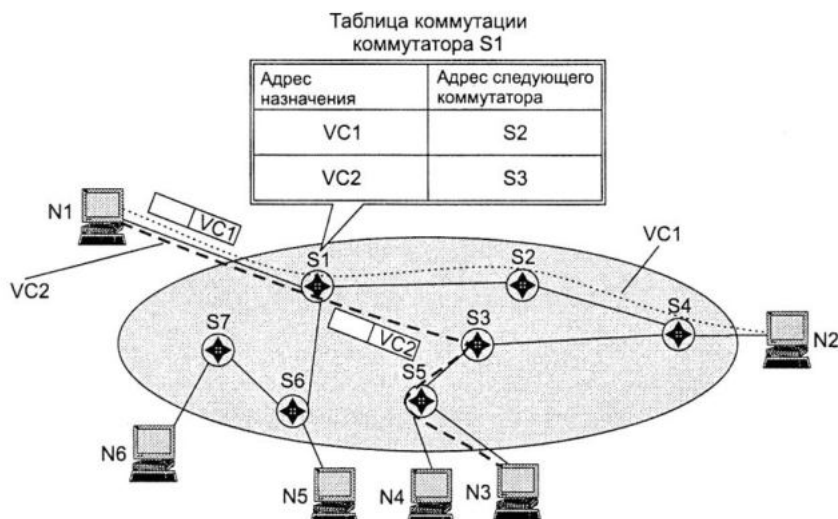 Таблица коммутации
коммутатора S1
Адрес
назначения
Адрес следующего
коммутатора
VC1
S2
VC2
S3
N1
VC1
VC1
VC2
S1
S2
S7
VC2
S3
S4
N2
S5
S6
N6
N5
N4
N3